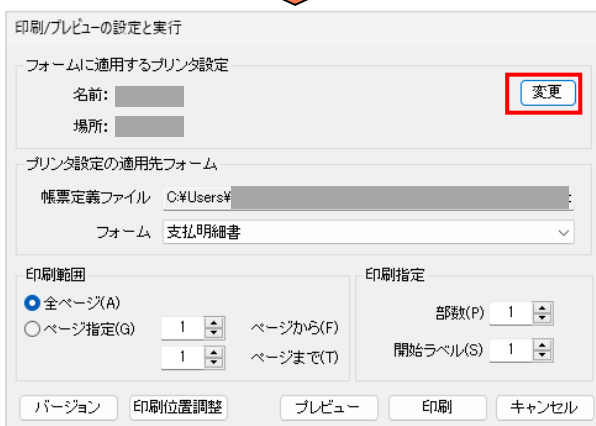 印刷/プレビューの設定と実行
フォームに適用するプリンタ設定
名前:
変更
場所:
プリンタ設定の適用先フォーム
帳票定義ファイル C:¥Users¥
フォーム 支払明細書
印刷範囲
全ページ(A)
ページ指定(G) 1 ページから(F)
1 ページまで(T)
印刷指定
部数(P) 1
開始ラベル(S) 1
バージョン 印刷位置調整 プレビュー 印刷 キャンセル